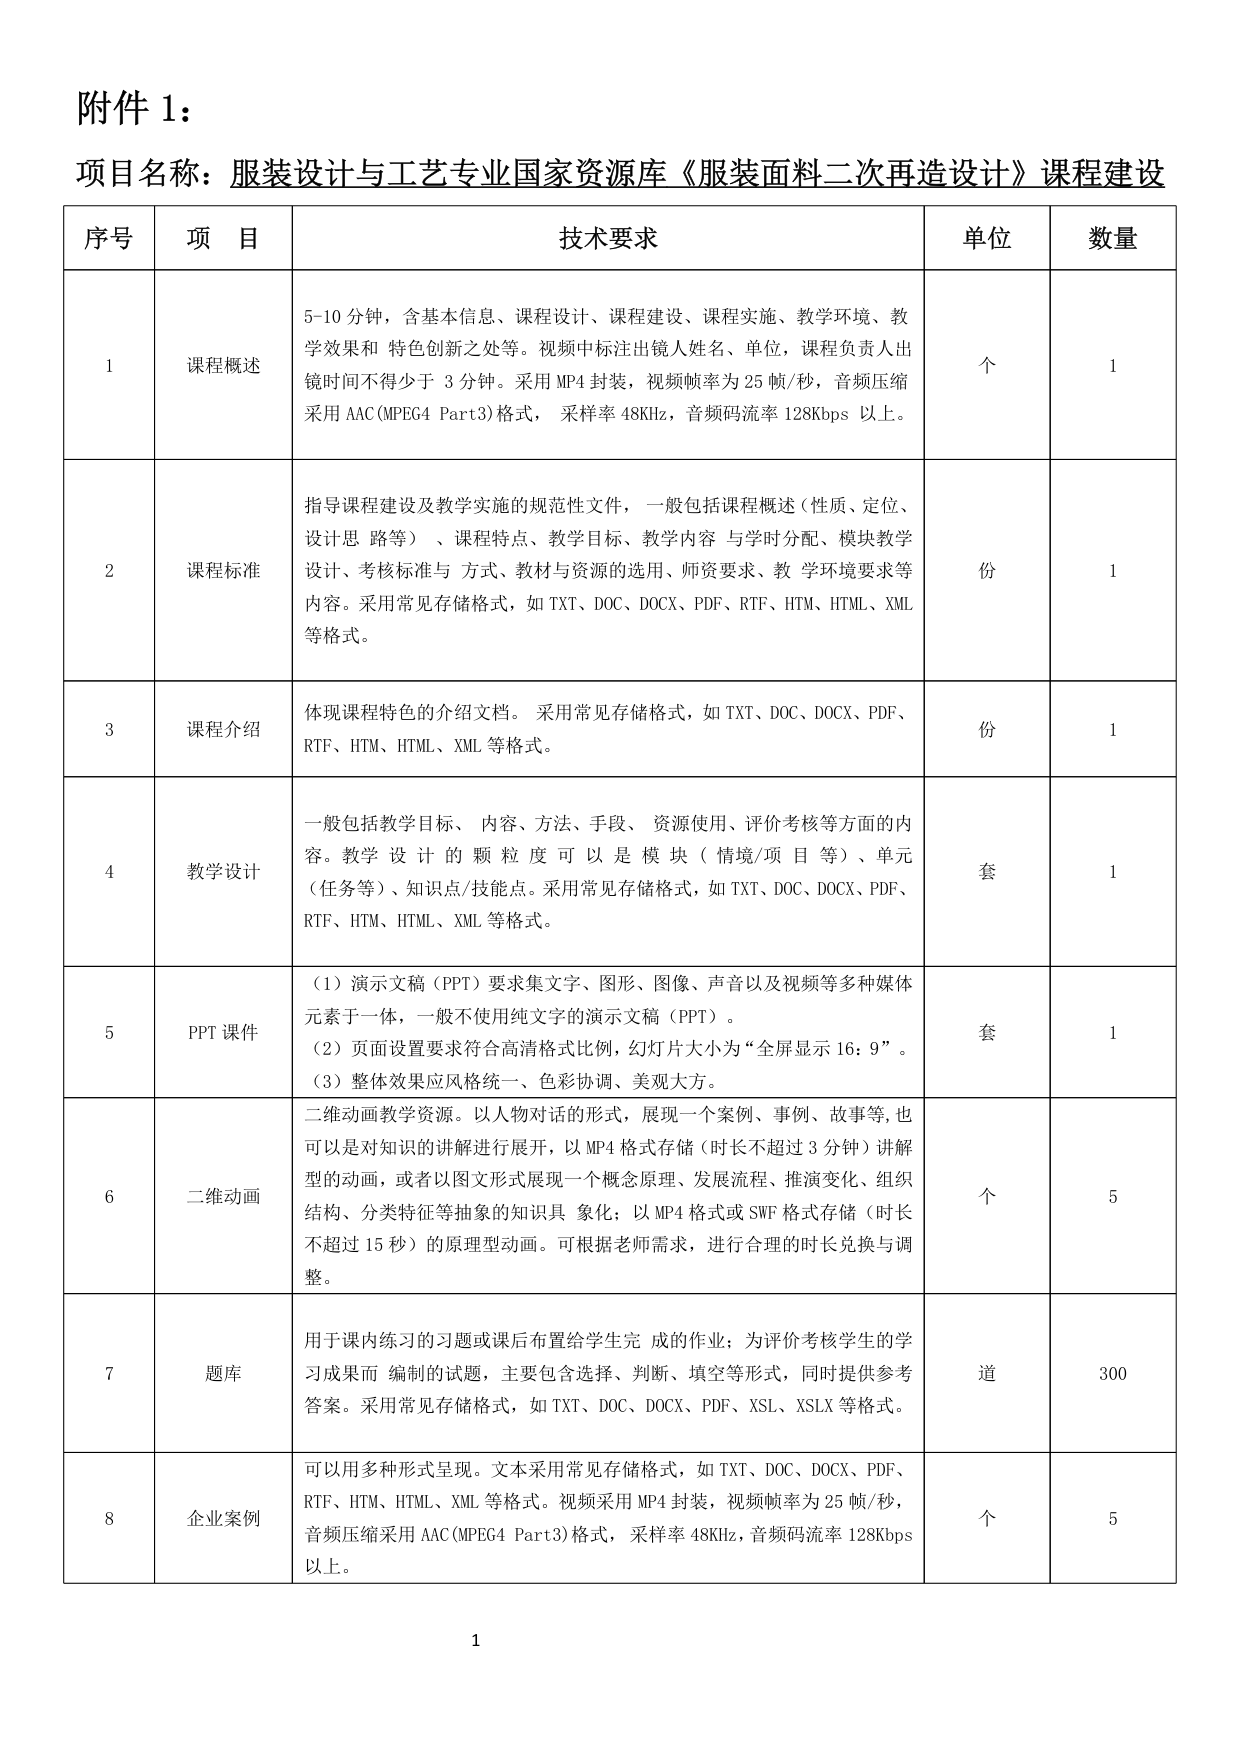 附件 1：
项目名称：服装设计与工艺专业国家资源库《服装面料二次再造设计》课程建设
序号 项　目 技术要求 单位 数量
5-10 分钟，含基本信息、课程设计、课程建设、课程实施、教学环境、教
学效果和 特色创新之处等。视频中标注出镜人姓名、单位，课程负责人出
1 课程概述 个 1
镜时间不得少于 3 分钟。采用 MP4 封装，视频帧率为 25 帧/秒，音频压缩
采用 AAC(MPEG4 Part3)格式， 采样率 48KHz，音频码流率 128Kbps 以上。
指导课程建设及教学实施的规范性文件， 一般包括课程概述（性质、定位、
设计思 路等） 、课程特点、教学目标、教学内容 与学时分配、模块教学
2 课程标准 设计、考核标准与 方式、教材与资源的选用、师资要求、教 学环境要求等 份 1
内容。采用常见存储格式，如 TXT、DOC、DOCX、PDF、RTF、HTM、HTML、XML
等格式。
体现课程特色的介绍文档。 采用常见存储格式，如 TXT、DOC、DOCX、PDF、
3 课程介绍 份 1
RTF、HTM、HTML、XML 等格式。
一般包括教学目标、 内容、方法、手段、 资源使用、评价考核等方面的内
容。教学 设 计 的 颗 粒 度 可 以 是 模 块（ 情境/项 目 等）、单元
4 教学设计 套 1
（任务等）、知识点/技能点。采用常见存储格式，如 TXT、DOC、DOCX、PDF、
RTF、HTM、HTML、XML 等格式。
（1）演示文稿（PPT）要求集文字、图形、图像、声音以及视频等多种媒体
元素于一体，一般不使用纯文字的演示文稿（PPT）。
5 PPT 课件 套 1
（2）页面设置要求符合高清格式比例，幻灯片大小为“全屏显示 16：9”。
（3）整体效果应风格统一、色彩协调、美观大方。
二维动画教学资源。以人物对话的形式，展现一个案例、事例、故事等,也
可以是对知识的讲解进行展开，以 MP4 格式存储（时长不超过 3 分钟）讲解
型的动画，或者以图文形式展现一个概念原理、发展流程、推演变化、组织
6 二维动画 个 5
结构、分类特征等抽象的知识具 象化；以 MP4 格式或 SWF 格式存储（时长
不超过 15 秒）的原理型动画。可根据老师需求，进行合理的时长兑换与调
整。
用于课内练习的习题或课后布置给学生完 成的作业；为评价考核学生的学
7 题库 习成果而 编制的试题，主要包含选择、判断、填空等形式，同时提供参考 道 300
答案。采用常见存储格式，如 TXT、DOC、DOCX、PDF、XSL、XSLX 等格式。
可以用多种形式呈现。文本采用常见存储格式，如 TXT、DOC、DOCX、PDF、
RTF、HTM、HTML、XML 等格式。视频采用 MP4 封装，视频帧率为 25 帧/秒，
8 企业案例 个 5
音频压缩采用 AAC(MPEG4 Part3)格式， 采样率 48KHz，音频码流率 128Kbps
以上。
1